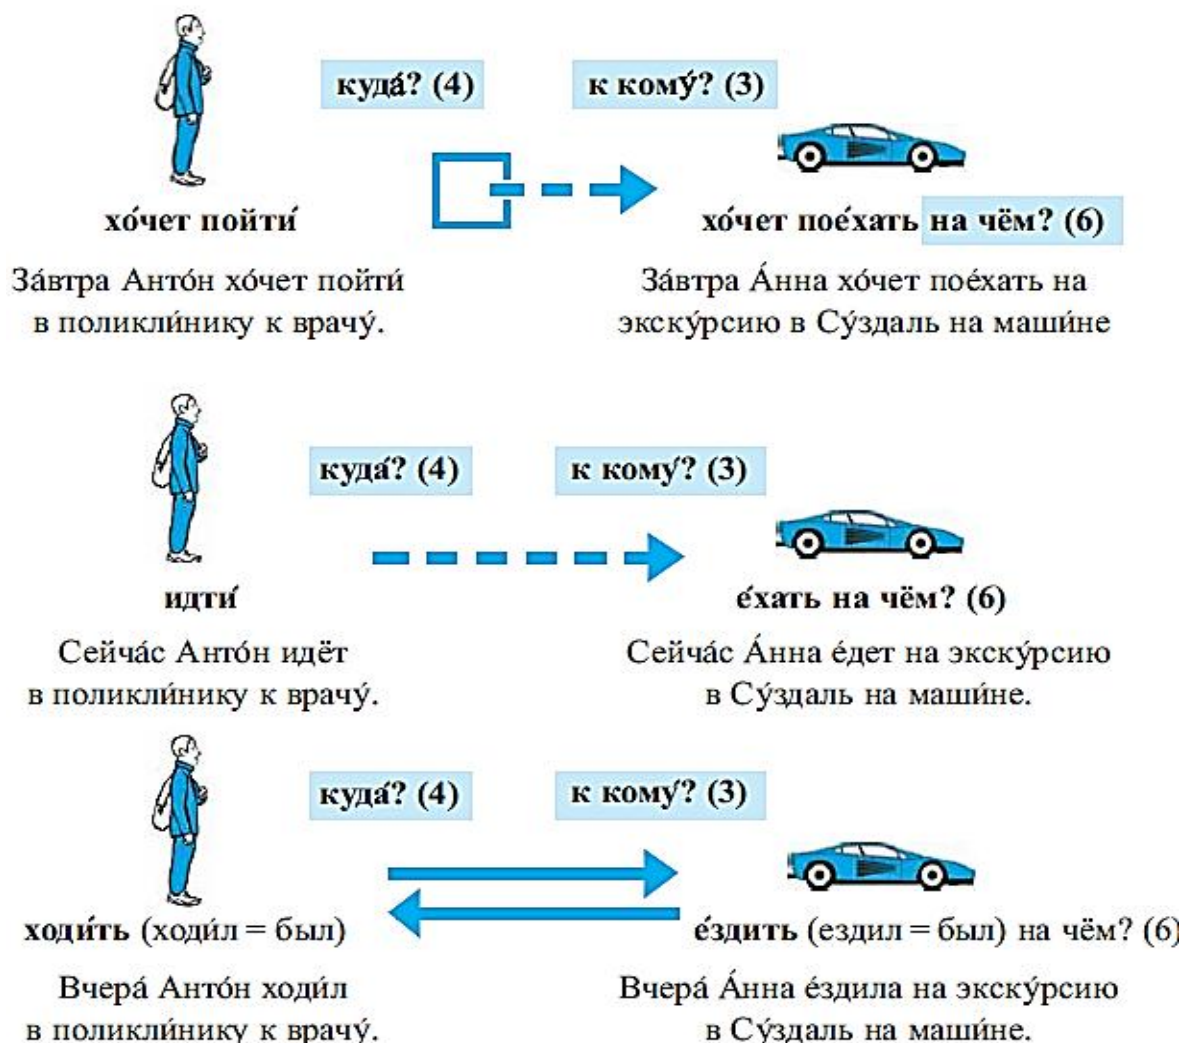 куда́? (4) к кому́? (3)
хо́чет пойти́
хо́чет пое́хать на чём? (6)
За́втра Анто́н хо́чет пойти́
в поликли́нику к врачу́.
За́втра А́нна хо́чет пое́хать на
экску́рсию в Су́здаль на маши́не
куда́? (4) к кому́? (3)
идти́
е́хать на чём? (6)
Сейча́с Анто́н идёт
в поликли́нику к врачу́.
Сейча́с А́нна е́дет на экску́рсию
в Су́здаль на маши́не.
куда́? (4) к кому́? (3)
ходи́ть (ходи́л = был)
е́здить (ездил = был) на чём? (6)
Вчера́ Анто́н ходи́л
в поликли́нику к врачу́.
Вчера́ А́нна е́здила на экску́рсию
в Су́здаль на маши́не.